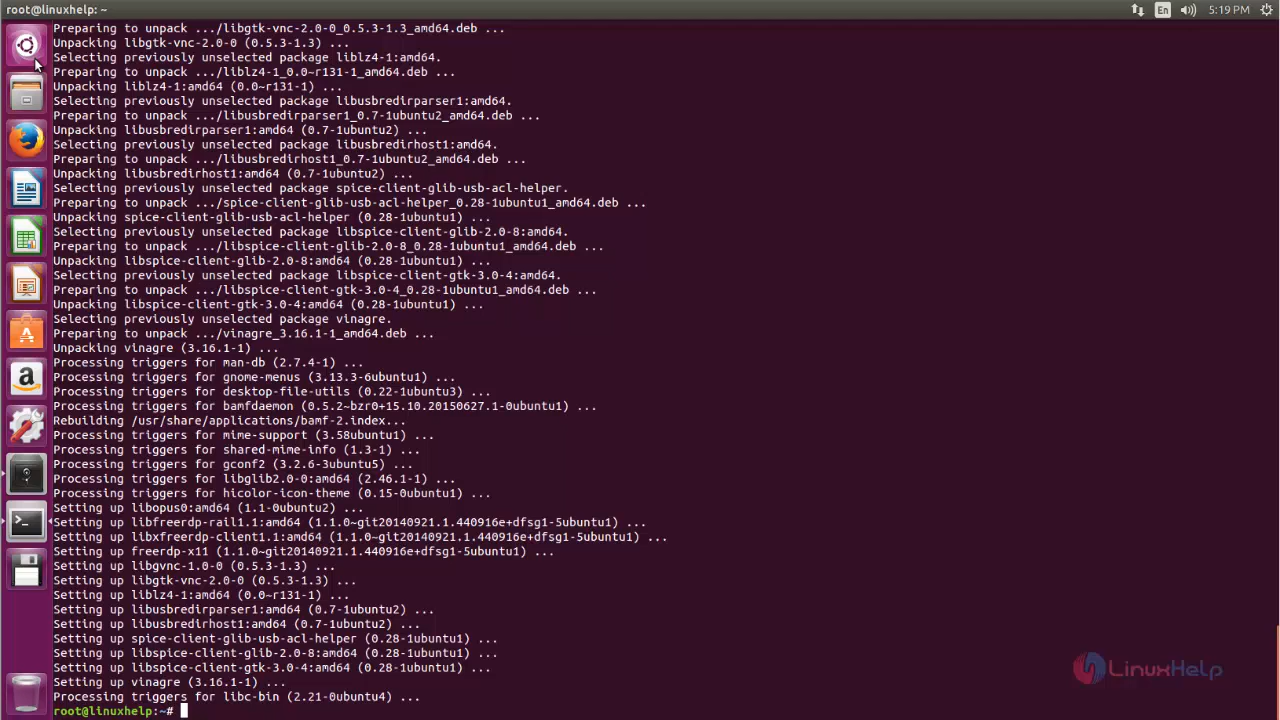 root@linuxhelp: ~
En
5:19 PM
Preparing to unpack .../libgtk-vnc-2.0-0_0.5.3-1.3_amd64.deb ...
Unpacking libgtk-vnc-2.0-0 (0.5.3-1.3) ...
Selecting previously unselected package liblz4-1:amd64.
Preparing to unpack .../liblz4-1_0.0~r131-1_amd64.deb ...
Unpacking liblz4-1:amd64 (0.0~r131-1) ...
Selecting previously unselected package libusbredirparser1:amd64.
Preparing to unpack .../libusbredirparser1_0.7-1ubuntu2_amd64.deb ...
Unpacking libusbredirparser1:amd64 (0.7-1ubuntu2) ...
Selecting previously unselected package libusbredirhost1:amd64.
Preparing to unpack .../libusbredirhost1_0.7-1ubuntu2_amd64.deb ...
Unpacking libusbredirhost1:amd64 (0.7-1ubuntu2) ...
Selecting previously unselected package spice-client-glib-usb-acl-helper.
Preparing to unpack .../spice-client-glib-usb-acl-helper_0.28-1ubuntu1_amd64.deb ...
Unpacking spice-client-glib-usb-acl-helper (0.28-1ubuntu1) ...
Selecting previously unselected package libspice-client-glib-2.0-8:amd64.
Preparing to unpack .../libspice-client-glib-2.0-8_0.28-1ubuntu1_amd64.deb ...
Unpacking libspice-client-glib-2.0-8:amd64 (0.28-1ubuntu1) ...
Selecting previously unselected package libspice-client-gtk-3.0-4:amd64.
Preparing to unpack .../libspice-client-gtk-3.0-4_0.28-1ubuntu1_amd64.deb ...
Unpacking libspice-client-gtk-3.0-4:amd64 (0.28-1ubuntu1) ...
Selecting previously unselected package vinagre.
Preparing to unpack .../vinagre_3.16.1-1_amd64.deb ...
Unpacking vinagre (3.16.1-1) ...
Processing triggers for man-db (2.7.4-1) ...
Processing triggers for gnome-menus (3.13.3-6ubuntu1) ...
Processing triggers for desktop-file-utils (0.22-1ubuntu3) ...
Processing triggers for bamfdaemon (0.5.2~bzr0+15.10.20150627.1-0ubuntu1) ...
Rebuilding /usr/share/applications/bamf-2.index...
Processing triggers for mime-support (3.58ubuntu1) ...
Processing triggers for shared-mime-info (1.3-1) ...
Processing triggers for gconf2 (3.2.6-3ubuntu5) ...
Processing triggers for libglib2.0-0:amd64 (2.46.1-1) ...
Processing triggers for hicolor-icon-theme (0.15-0ubuntu1) ...
Setting up libopus0:amd64 (1.1-0ubuntu2) ...
Setting up libfreerdp-rail1.1:amd64 (1.1.0~git20140921.1.440916e+dfsg1-5ubuntu1) ...
Setting up libxfreerdp-client1.1:amd64 (1.1.0~git20140921.1.440916e+dfsg1-5ubuntu1) ...
Setting up freerdp-x11 (1.1.0~git20140921.1.440916e+dfsg1-5ubuntu1) ...
Setting up libgvnc-1.0-0 (0.5.3-1.3) ...
Setting up libgtk-vnc-2.0-0 (0.5.3-1.3) ...
Setting up liblz4-1:amd64 (0.0~r131-1) ...
Setting up libusbredirparser1:amd64 (0.7-1ubuntu2) ...
Setting up libusbredirhost1:amd64 (0.7-1ubuntu2) ...
Setting up spice-client-glib-usb-acl-helper (0.28-1ubuntu1) ...
Setting up libspice-client-glib-2.0-8:amd64 (0.28-1ubuntu1) ...
Setting up libspice-client-gtk-3.0-4:amd64 (0.28-1ubuntu1) ...
Setting up vinagre (3.16.1-1) ...
Processing triggers for libc-bin (2.21-0ubuntu4) ...
root@linuxhelp:~#
LinuxHelp